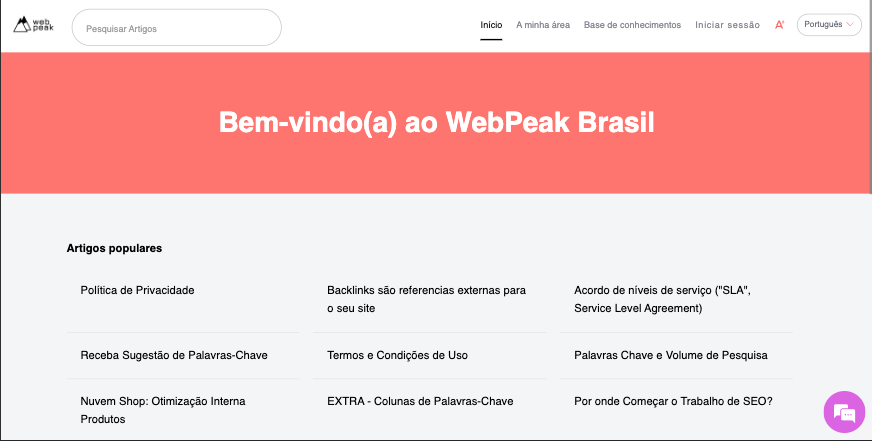 web.
peak
Pesquisar Artigos
Início
A minha área
Base de conhecimentos
Iniciar sessão
A
Português
Bem-vindo(a) ao WebPeak Brasil
Artigos populares
Política de Privacidade
Backlinks são referencias externas para
o seu site
Acordo de níveis de serviço ("SLA",
Service Level Agreement)
Receba Sugestão de Palavras-Chave
Termos e Condições de Uso
Palavras Chave e Volume de Pesquisa
Nuvem Shop: Otimização Interna
Produtos
EXTRA - Colunas de Palavras-Chave
Por onde Começar o Trabalho de SEO?